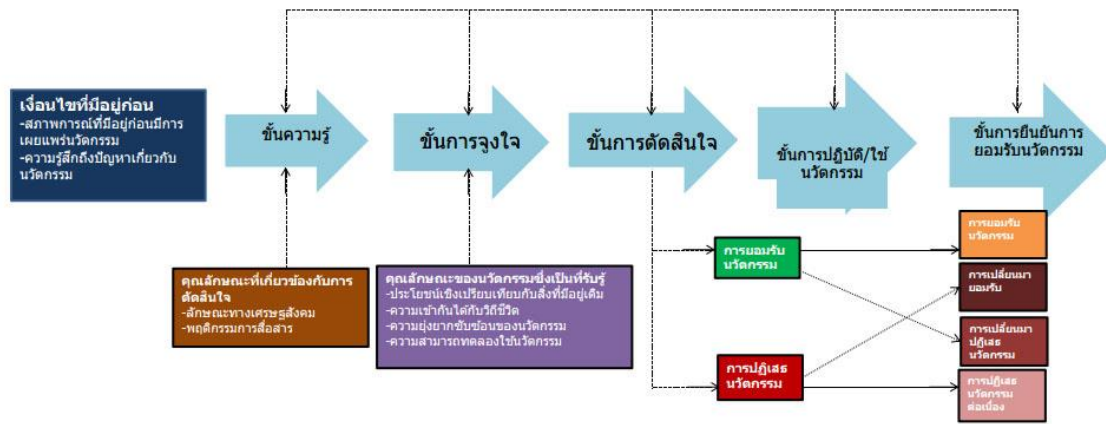 เงื่อนไขที่มีอยู่ก่อน
-สภาพการณ์ที่มีอยู่ก่อนมีการ
เผยแพร่นวัตกรรม
-ความรู้สึกถึงปัญหาเกี่ยวกับ
นวัตกรรม
ขั้นความรู้
ขั้นการจูงใจ
ขั้นการตัดสินใจ
ขั้นการปฏิบัติ/ใช้
นวัตกรรม
ขั้นการยืนยันการ
ยอมรับนวัตกรรม
คุณลักษณะที่เกี่ยวข้องกับการ
ตัดสินใจ
-ลักษณะทางเศรษฐสังคม
-พฤติกรรมการสื่อสาร
คุณลักษณะของนวัตกรรมซึ่งเป็นที่รับรู้
-ประโยชน์เชิงเปรียบเทียบกับสิ่งที่มีอยู่เดิม
-ความเข้ากันได้กับวิถีชีวิต
-ความยุ่งยากซับซ้อนของนวัตกรรม
-ความสามารถทดลองใช้นวัตกรรม
การยอมรับ
นวัตกรรม
การปฏิเสธ
นวัตกรรม
การยอมรับ
นวัตกรรม
การเปลี่ยนมา
ยอมรับ
การเปลี่ยนมา
ปฏิเสธ
นวัตกรรม
การปฏิเสธ
นวัตกรรม
ต่อเนื่อง